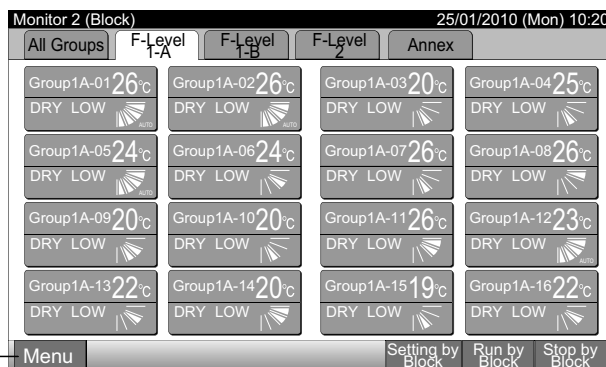 Monitor 2 (Block) 25/01/2010 (Mon) 10:20
All Groups F-Level 1-A F-Level 1-B F-Level 2 Annex
Group1A-01 26°C Group1A-02 26°C Group1A-03 20°C Group1A-04 25°C
DRY LOW AUTO DRY LOW AUTO DRY LOW DRY LOW
Group1A-05 24°C Group1A-06 24°C Group1A-07 26°C Group1A-08 26°C
DRY LOW AUTO DRY LOW DRY LOW DRY LOW
Group1A-09 20°C Group1A-10 20°C Group1A-11 26°C Group1A-12 23°C
DRY LOW DRY LOW DRY LOW DRY LOW AUTO
Group1A-13 22°C Group1A-14 20°C Group1A-15 19°C Group1A-16 22°C
DRY LOW DRY LOW DRY LOW DRY LOW
Menu Setting by Block Run by Block Stop by Block